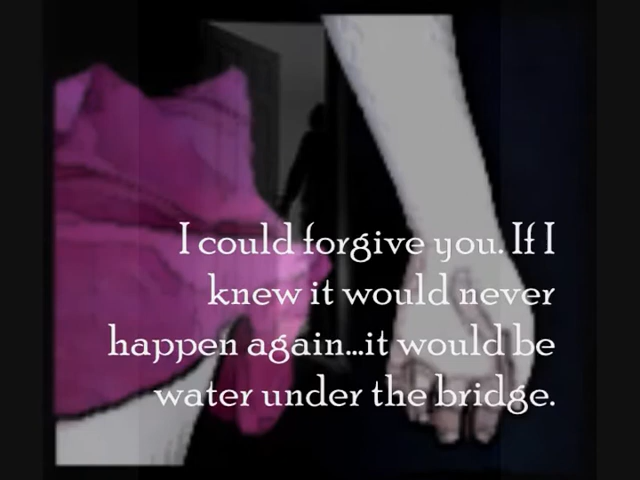 I could forgive you. If I
knew it would never
happen again...it would be
water under the bridge.